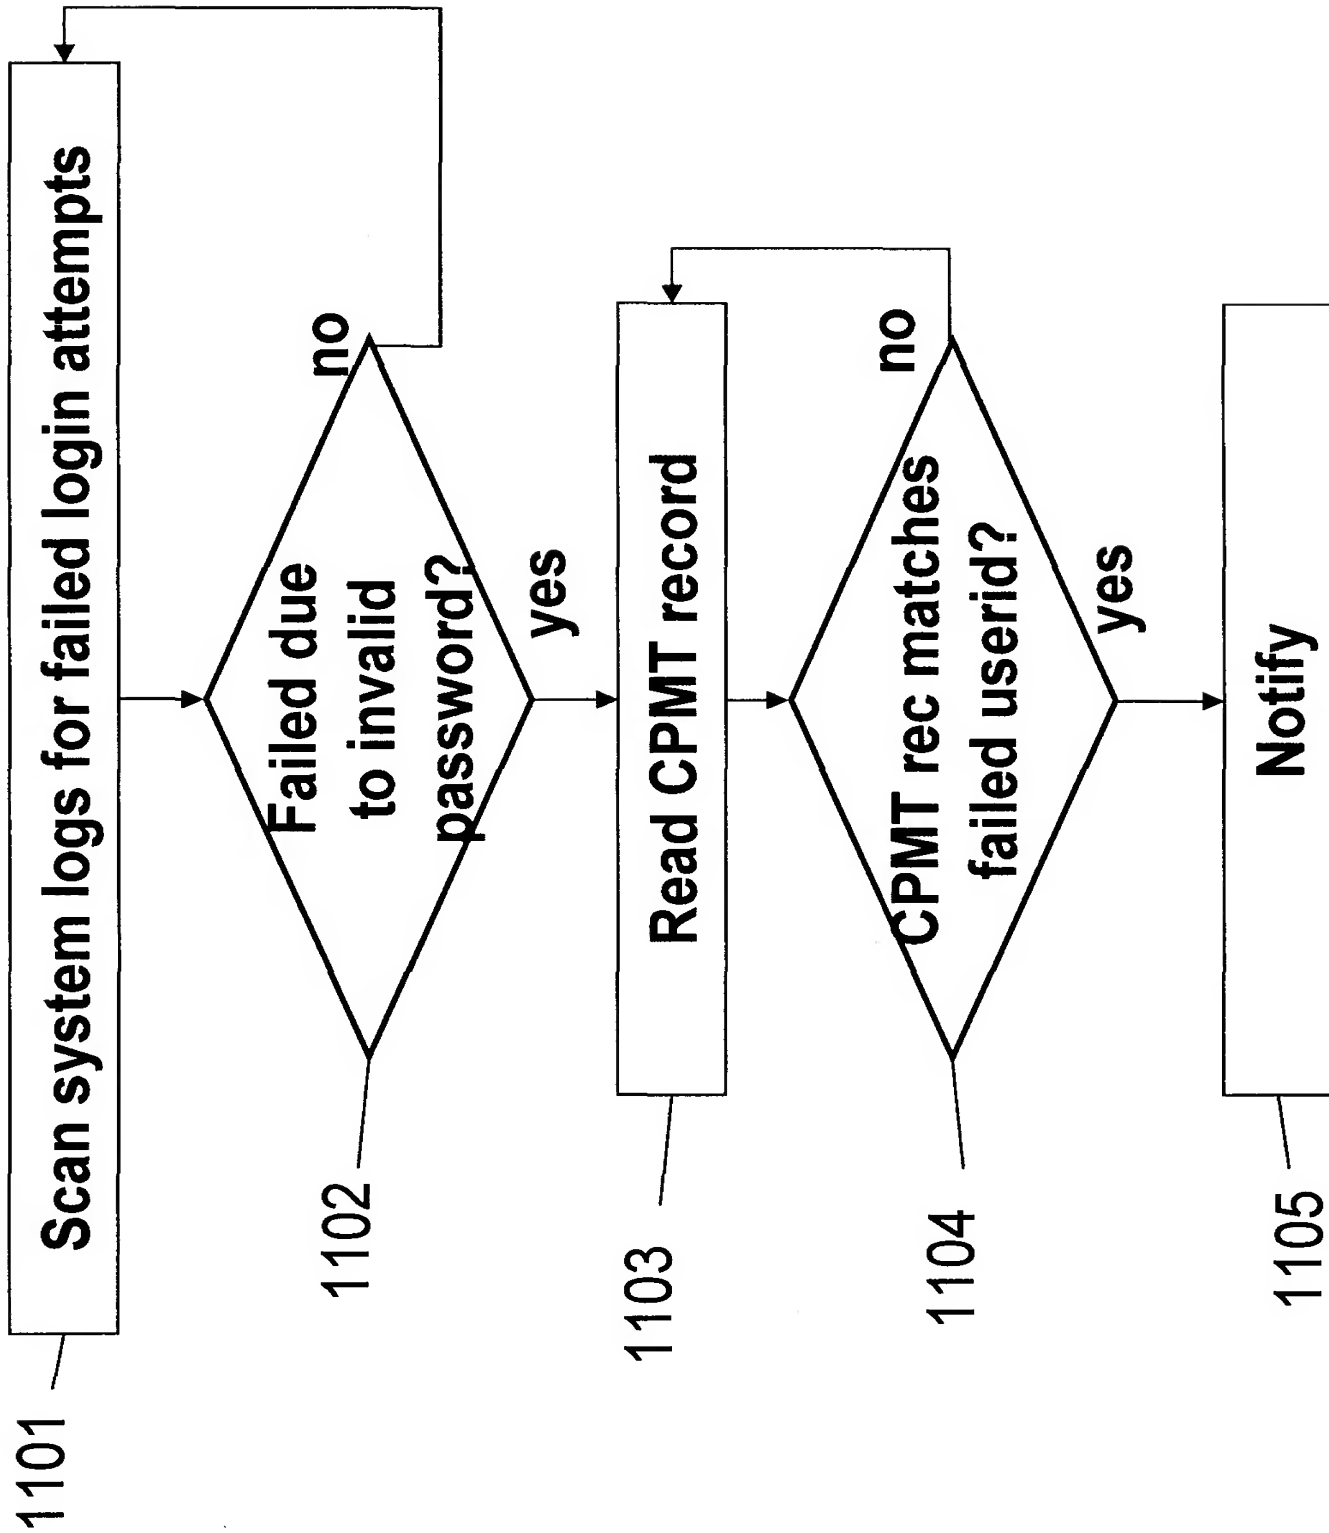 1101
Scan system logs for failed login attempts
1102
Failed due
to invalid
password?
no
yes
1103
Read CPMT record
1104
CPMT rec matches
failed userid?
no
yes
1105
Notify